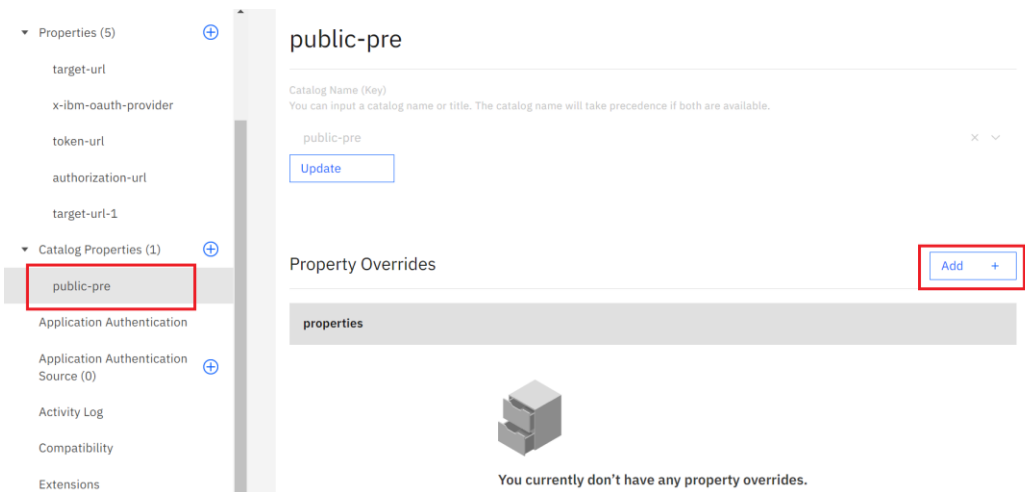 Properties (5)
target-url
x-ibm-oauth-provider
token-url
authorization-url
target-url-1
Catalog Properties (1)
public-pre
Application Authentication
Application Authentication
Source (0)
Activity Log
Compatibility
Extensions
public-pre
Catalog Name (Key)
You can input a catalog name or title. The catalog name will take precedence if both are available.
public-pre
Update
Property Overrides
Add +
properties
You currently don't have any property overrides.